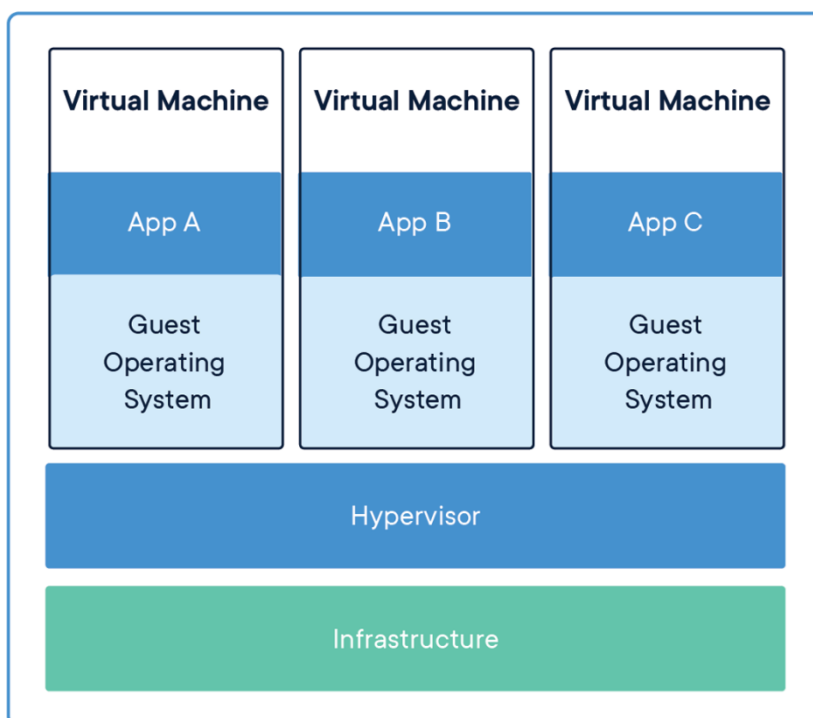 Virtual Machine
App A
Guest
Operating
System
Virtual Machine
App B
Guest
Operating
System
Virtual Machine
App C
Guest
Operating
System
Hypervisor
Infrastructure